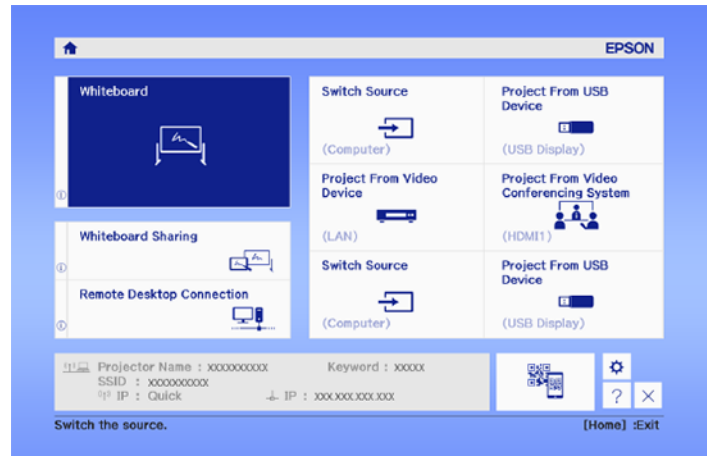 EPSON
Whiteboard
Whiteboard Sharing
Remote Desktop Connection
Switch Source
(Computer)
Project From USB
Device
(USB Display)
Project From Video
Device
(LAN)
Project From Video
Conferencing System
(HDMI1)
Switch Source
(Computer)
Project From USB
Device
(USB Display)
Projector Name : xxxxxxxxxx Keyword : xxxxx
SSID : xxxxxxxxxx
IP : Quick IP : xxx.xxx.xxx.xxx
?
Switch the source. [Home] :Exit